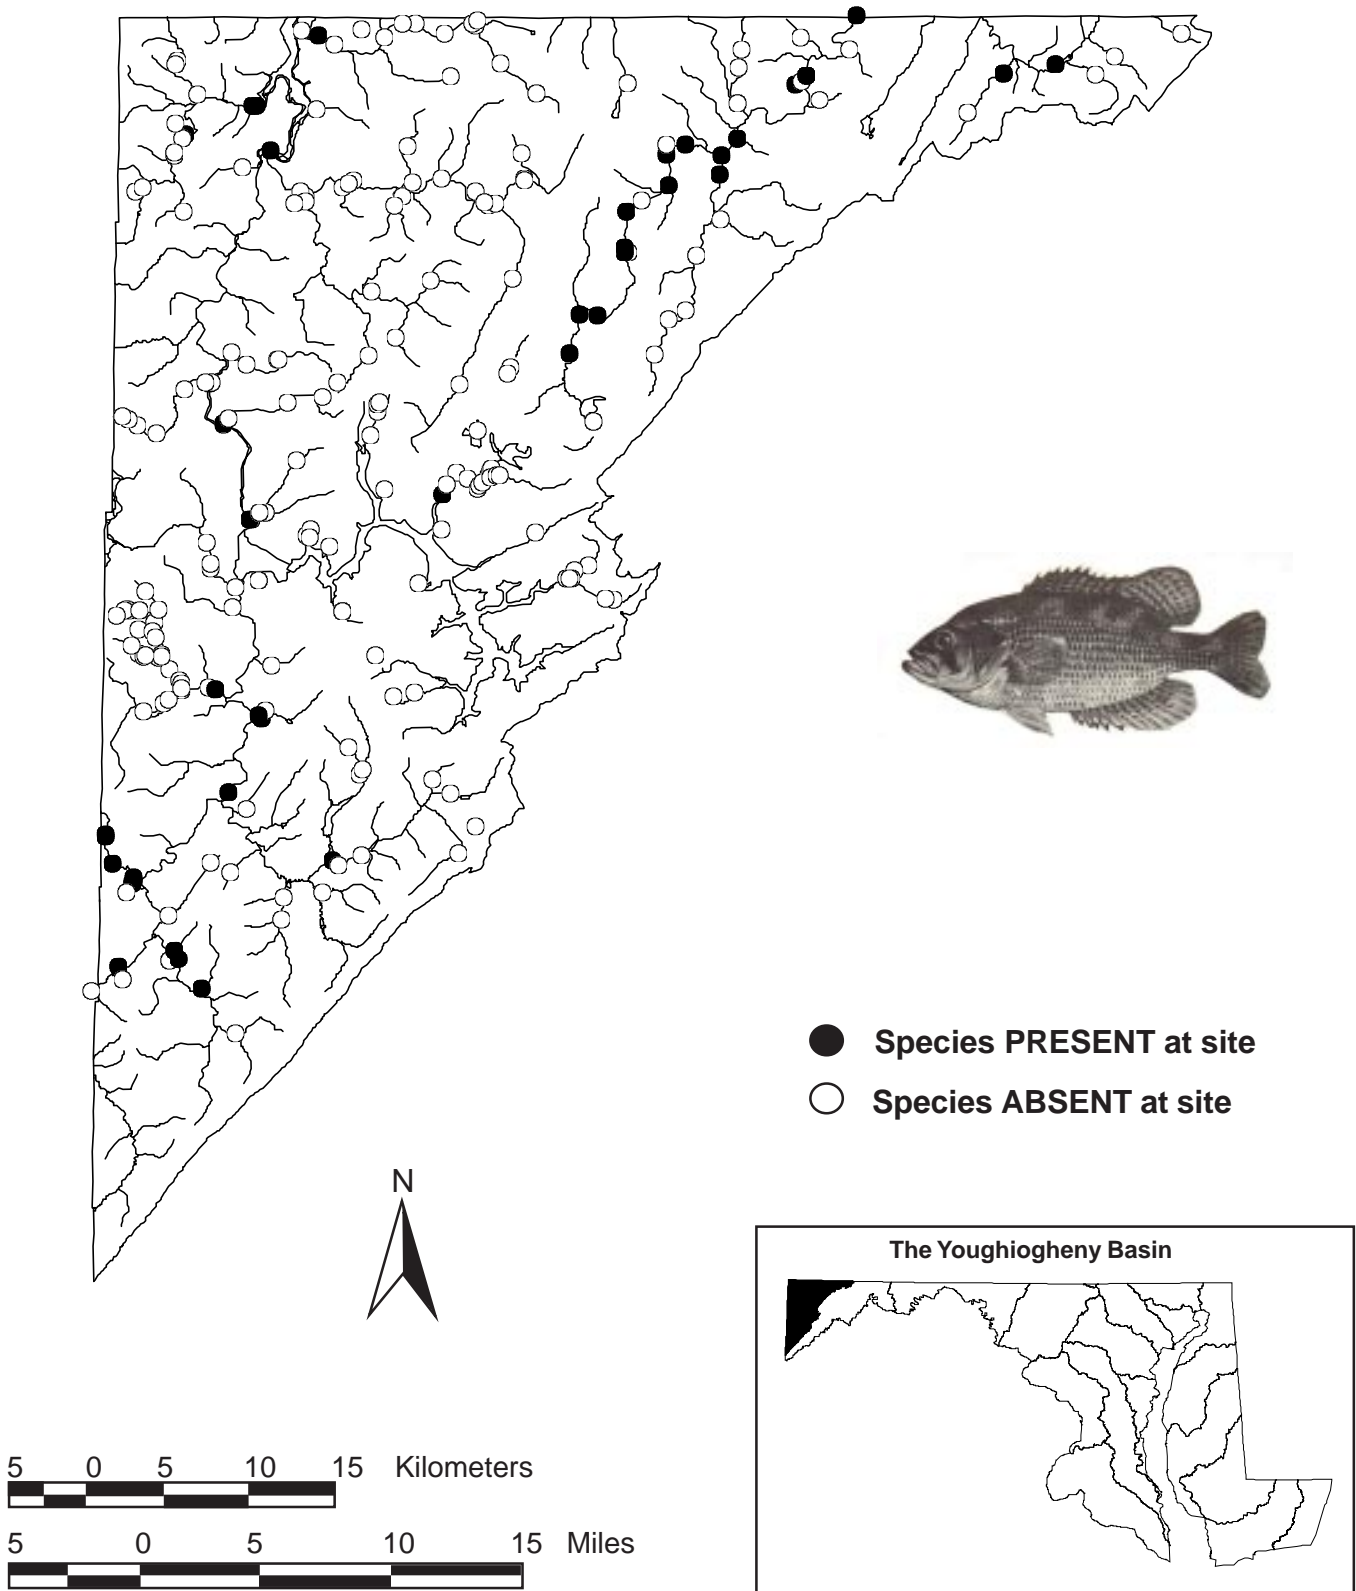 Species PRESENT at site
Species ABSENT at site
N
The Youghiogheny Basin
5 0 5 10 15 Kilometers
5 0 5 10 15 Miles